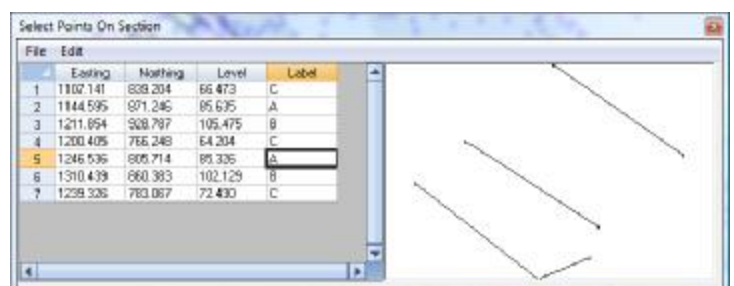 Select Points On Section
File Edit
Easting Northing Level Label
1 1102.141 839.204 66.473 C
2 1144.595 871.246 85.635 A
3 1211.854 928.787 105.475 B
4 1200.405 766.248 64.204 C
5 1246.536 805.714 85.326 A
6 1310.439 860.383 102.129 B
7 1239.326 783.067 72.430 C